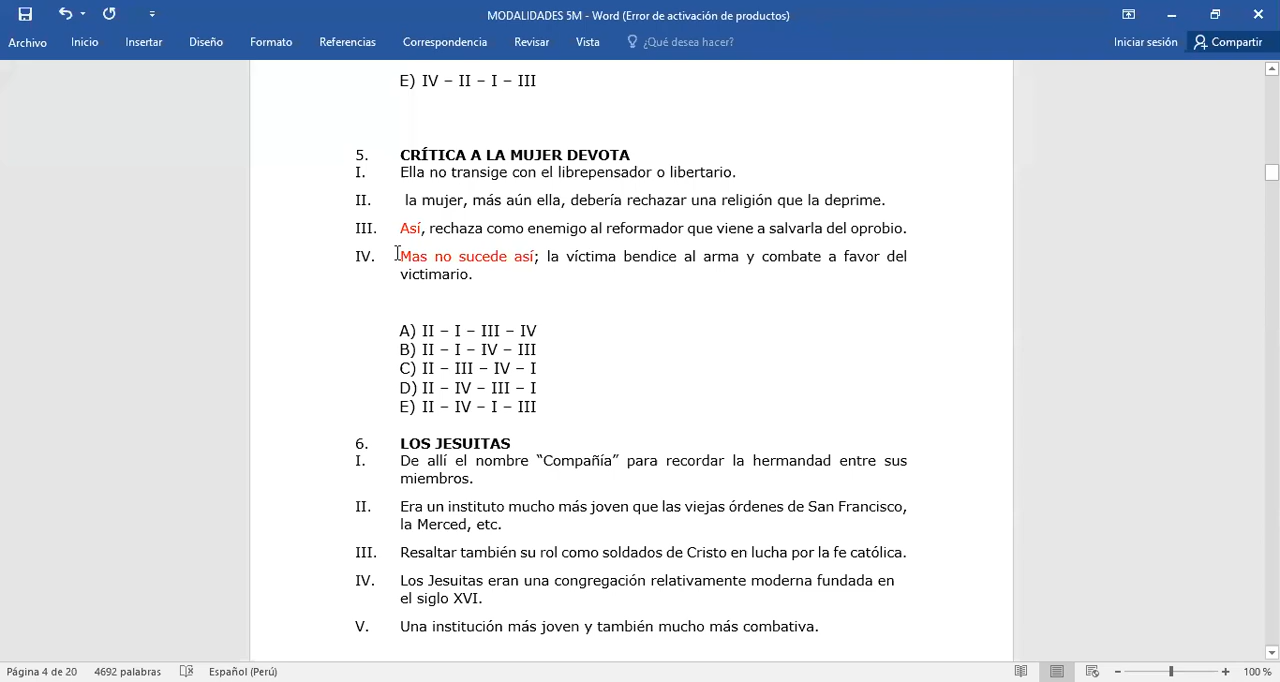 MODALIDADES 5M - Word (Error de activación de productos)
Archivo Inicio Insertar Diseño Formato Referencias Correspondencia Revisar Vista ¿Qué desea hacer? Iniciar sesión Compartir
E) IV – II – I – III
5. CRÍTICA A LA MUJER DEVOTA
I. Ella no transige con el librepensador o libertario.
II. la mujer, más aún ella, debería rechazar una religión que la deprime.
III. Así, rechaza como enemigo al reformador que viene a salvarla del oprobio.
IV. Mas no sucede así; la víctima bendice al arma y combate a favor del
victimario.
A) II – I – III – IV
B) II – I – IV – III
C) II – III – IV – I
D) II – IV – III – I
E) II – IV – I – III
6. LOS JESUITAS
I. De allí el nombre “Compañía” para recordar la hermandad entre sus
miembros.
II. Era un instituto mucho más joven que las viejas órdenes de San Francisco,
la Merced, etc.
III. Resaltar también su rol como soldados de Cristo en lucha por la fe católica.
IV. Los Jesuitas eran una congregación relativamente moderna fundada en
el siglo XVI.
V. Una institución más joven y también mucho más combativa.
Página 4 de 20 4692 palabras Español (Perú) 100 %